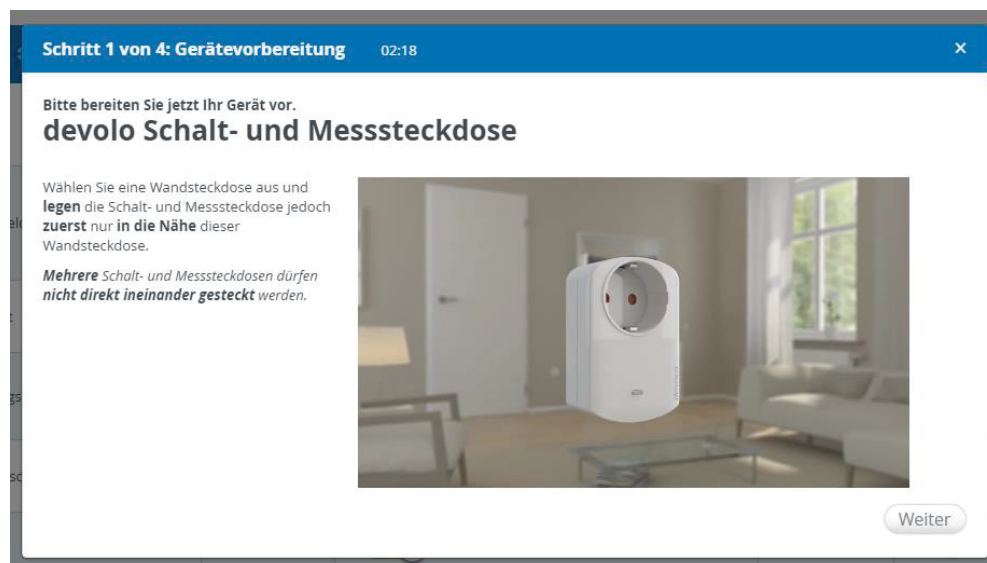 Schritt 1 von 4: Gerätevorbereitung 02:18
Bitte bereiten Sie jetzt Ihr Gerät vor.
devolo Schalt- und Messsteckdose
Wählen Sie eine Wandsteckdose aus und
legen die Schalt- und Messsteckdose jedoch
zuerst nur in die Nähe dieser
Wandsteckdose.
Mehrere Schalt- und Messsteckdosen dürfen
nicht direkt ineinander gesteckt werden.
Weiter